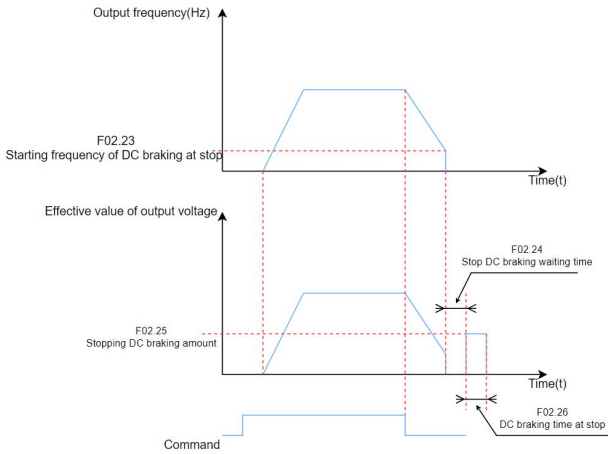 Output frequency(Hz)
F02.23
Starting frequency of DC braking at stop
Time(t)
Effective value of output voltage
F02.24
Stop DC braking waiting time
F02.25
Stopping DC braking amount
Time(t)
F02.26
DC braking time at stop
Command